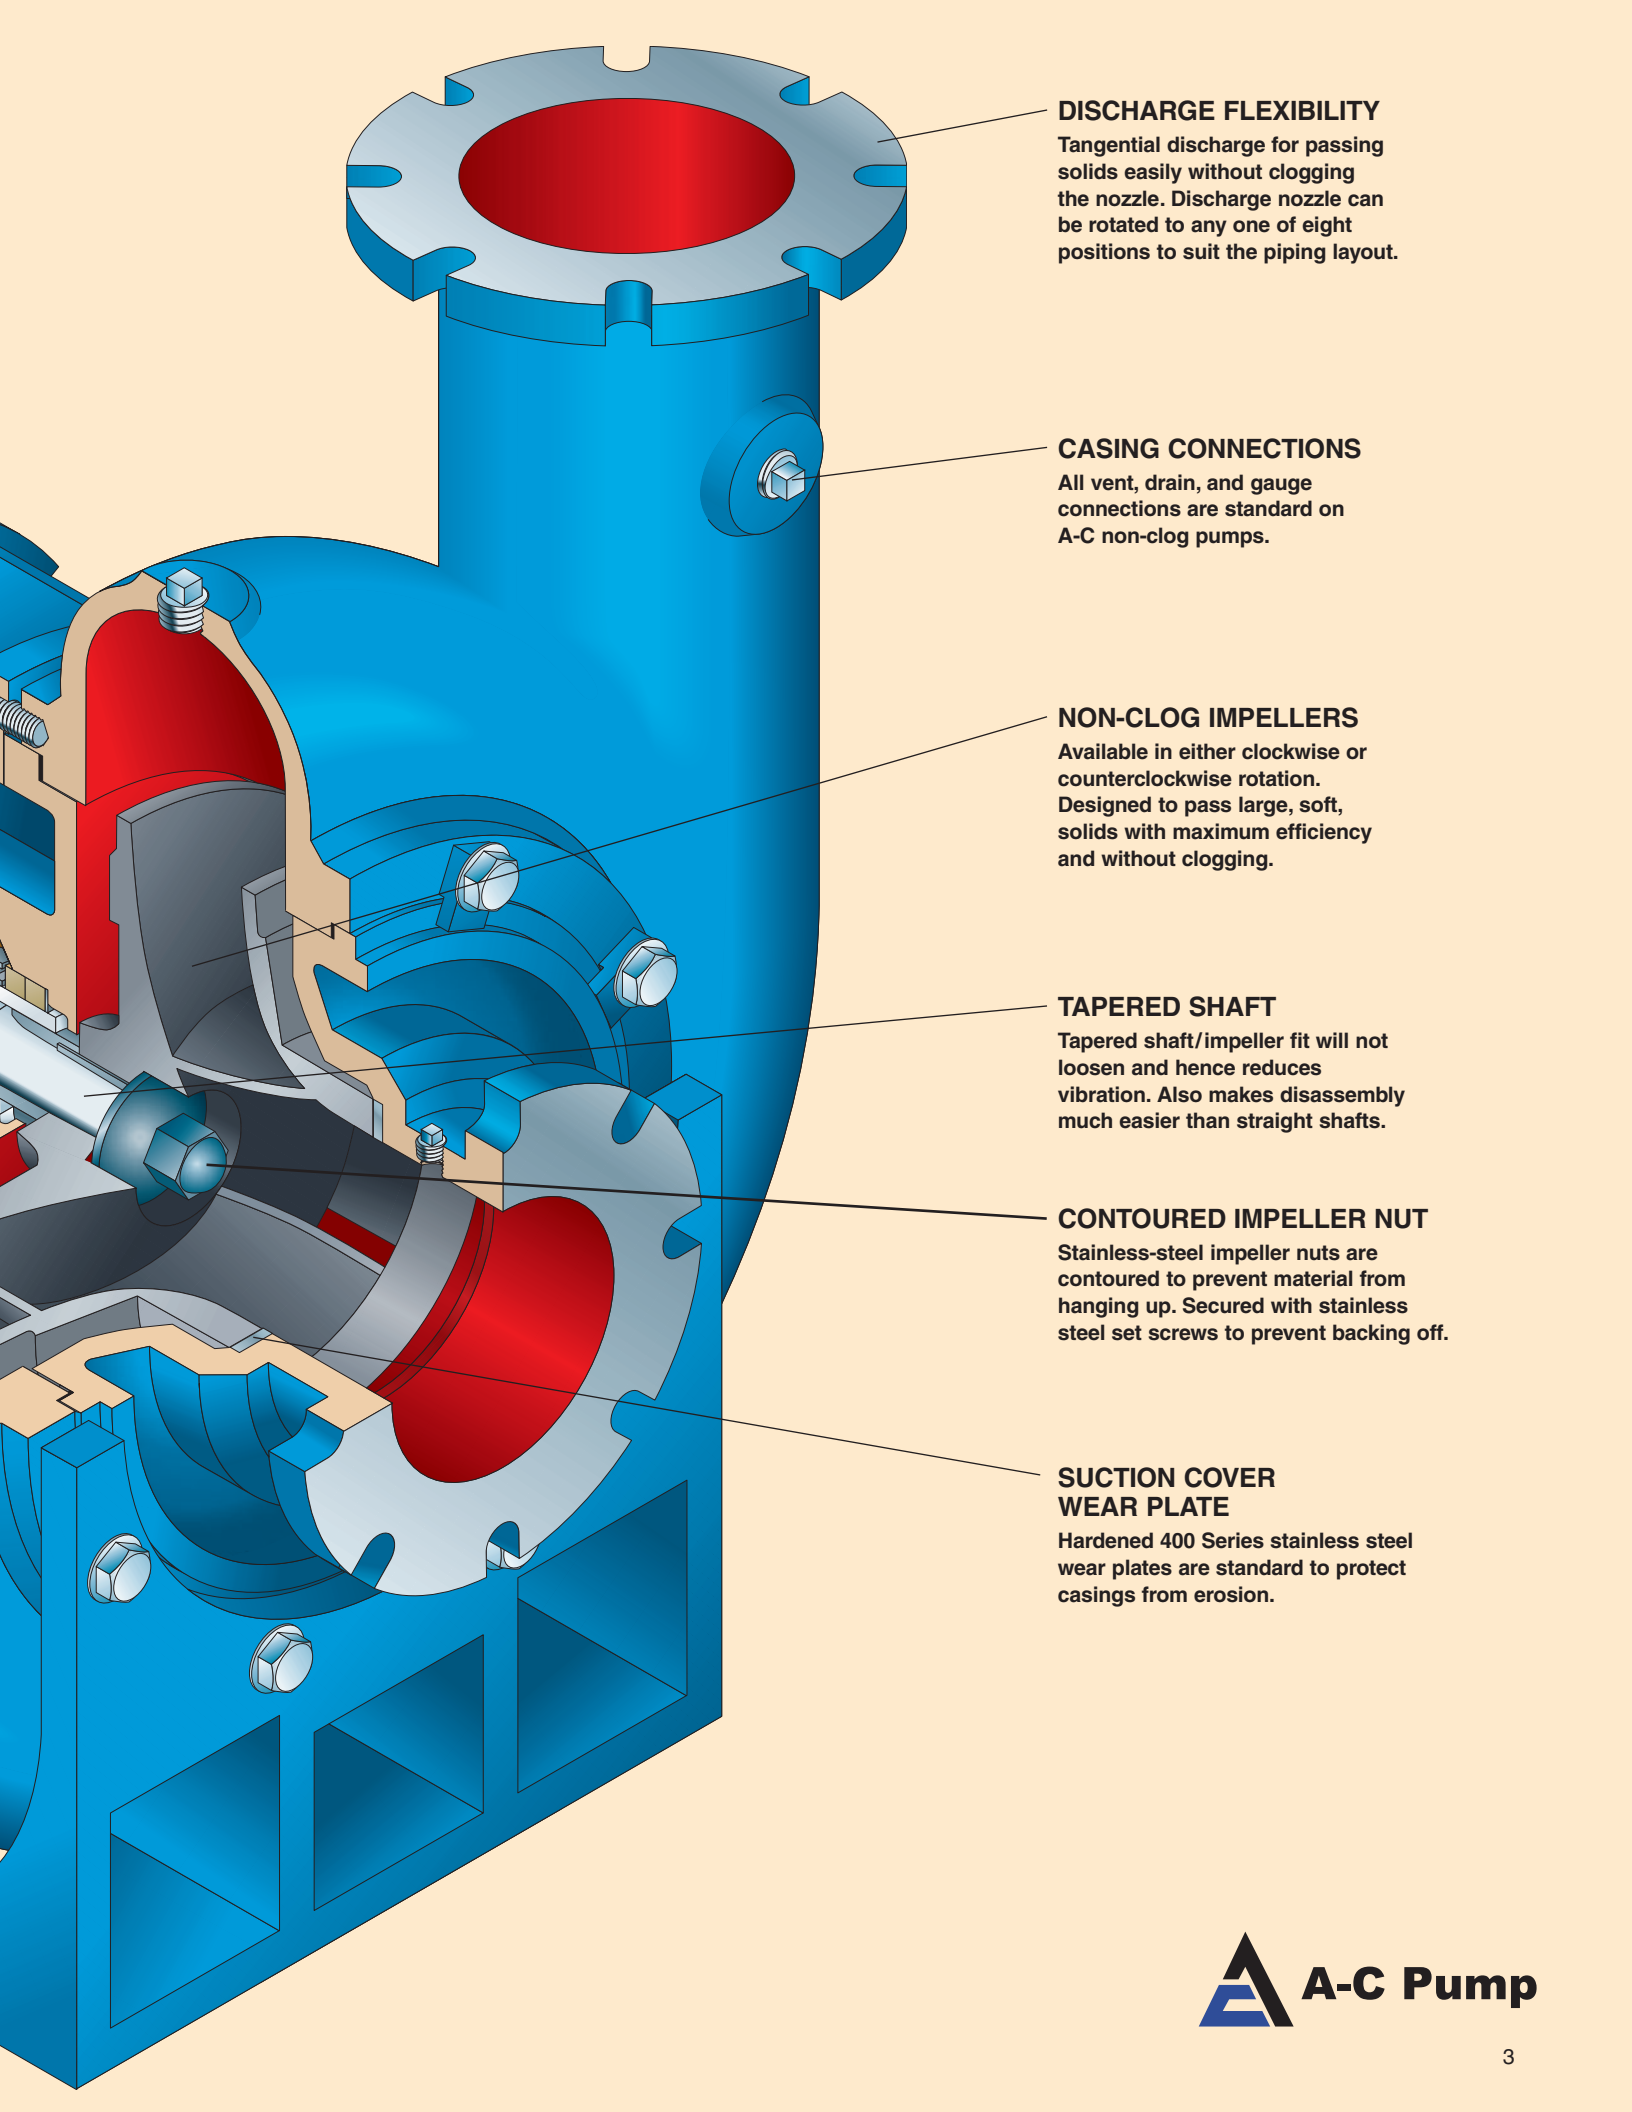 DISCHARGE FLEXIBILITY
Tangential discharge for passing
solids easily without clogging
the nozzle. Discharge nozzle can
be rotated to any one of eight
positions to suit the piping layout.
CASING CONNECTIONS
All vent, drain, and gauge
connections are standard on
A-C non-clog pumps.
NON-CLOG IMPELLERS
Available in either clockwise or
counterclockwise rotation.
Designed to pass large, soft,
solids with maximum efficiency
and without clogging.
TAPERED SHAFT
Tapered shaft/impeller fit will not
loosen and hence reduces
vibration. Also makes disassembly
much easier than straight shafts.
CONTOURED IMPELLER NUT
Stainless-steel impeller nuts are
contoured to prevent material from
hanging up. Secured with stainless
steel set screws to prevent backing off.
SUCTION COVER
WEAR PLATE
Hardened 400 Series stainless steel
wear plates are standard to protect
casings from erosion.
A-C Pump
3